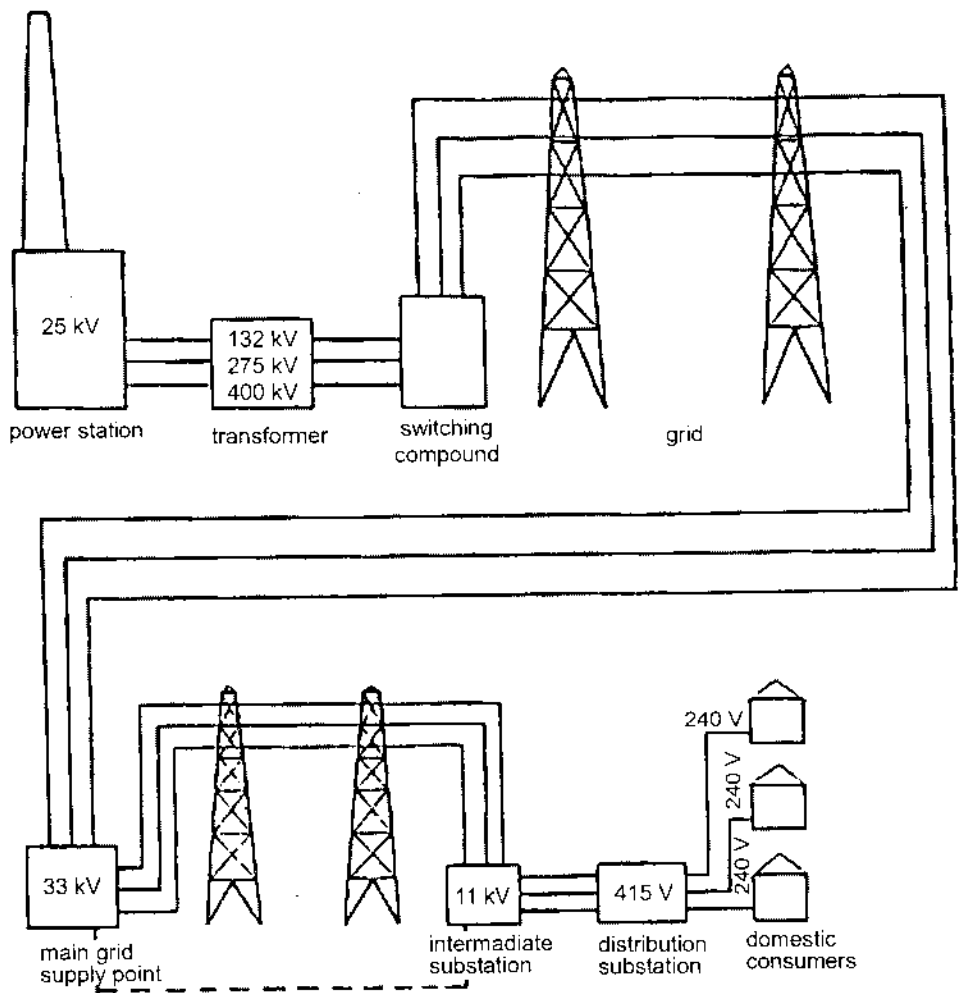 25 kV
132 kV
275 kV
400 kV
power station
transformer
switching
compound
grid
240 V
240 V
240 V
33 kV
11 kV
415 V
main grid
supply point
intermadiate
substation
distribution
substation
domestic
consumers